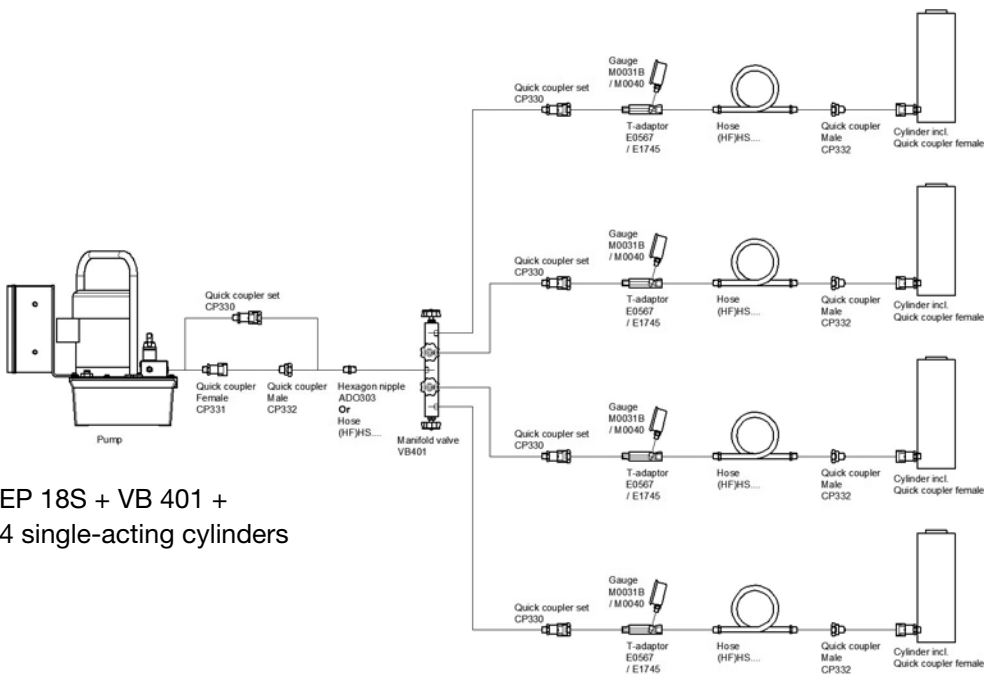 Gauge
M0031B
/ M0040
Quick coupler set
CP330
T-adaptor
E0567
/ E1745
Hose
(HF)HS....
Quick coupler
Male
CP332
Cylinder incl.
Quick coupler female
Gauge
M0031B
/ M0040
Quick coupler set
CP330
T-adaptor
E0567
/ E1745
Hose
(HF)HS....
Quick coupler
Male
CP332
Cylinder incl.
Quick coupler female
Quick coupler set
CP330
Quick coupler
Female
CP331
Quick coupler
Male
CP332
Hexagon nipple
ADO303
Or
Hose
(HF)HS....
Manifold valve
VB401
Pump
Gauge
M0031B
/ M0040
Quick coupler set
CP330
T-adaptor
E0567
/ E1745
Hose
(HF)HS....
Quick coupler
Male
CP332
Cylinder incl.
Quick coupler female
EP 18S + VB 401 +
4 single-acting cylinders
Gauge
M0031B
/ M0040
Quick coupler set
CP330
T-adaptor
E0567
/ E1745
Hose
(HF)HS....
Quick coupler
Male
CP332
Cylinder incl.
Quick coupler female